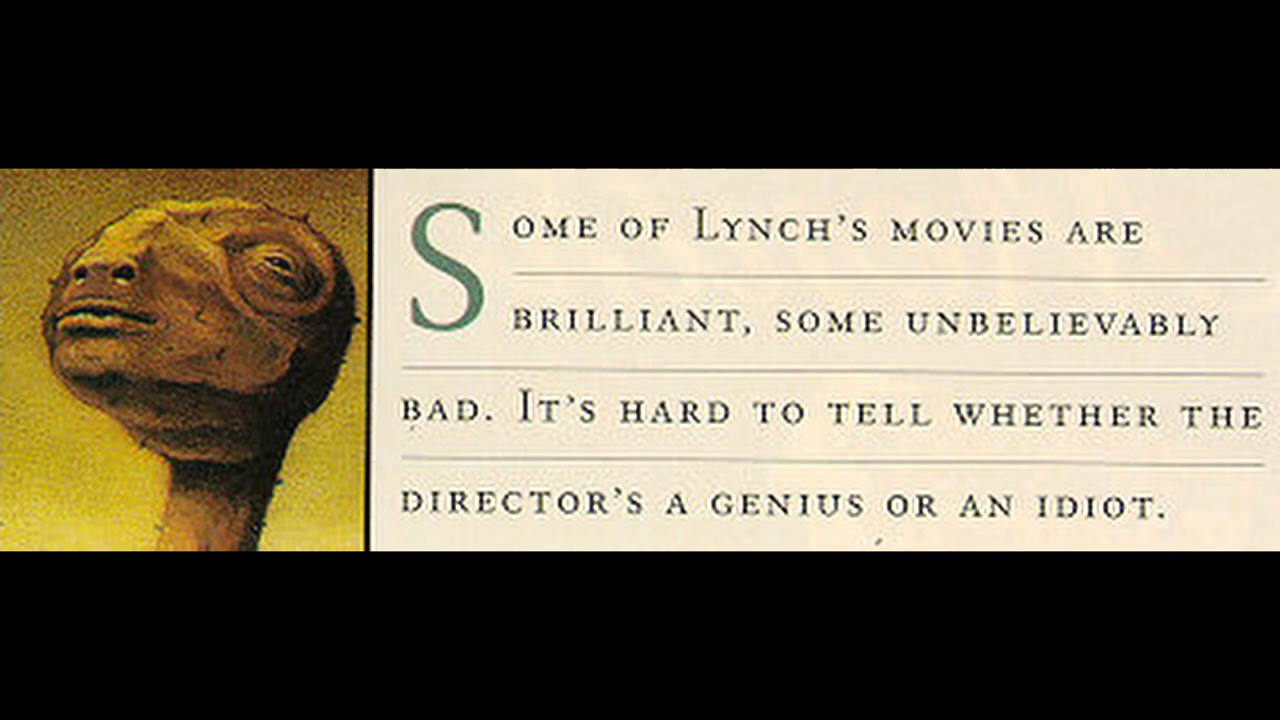 Some of Lynch's movies are
brilliant, some unbelievably
bad. It's hard to tell whether the
director's a genius or an idiot.